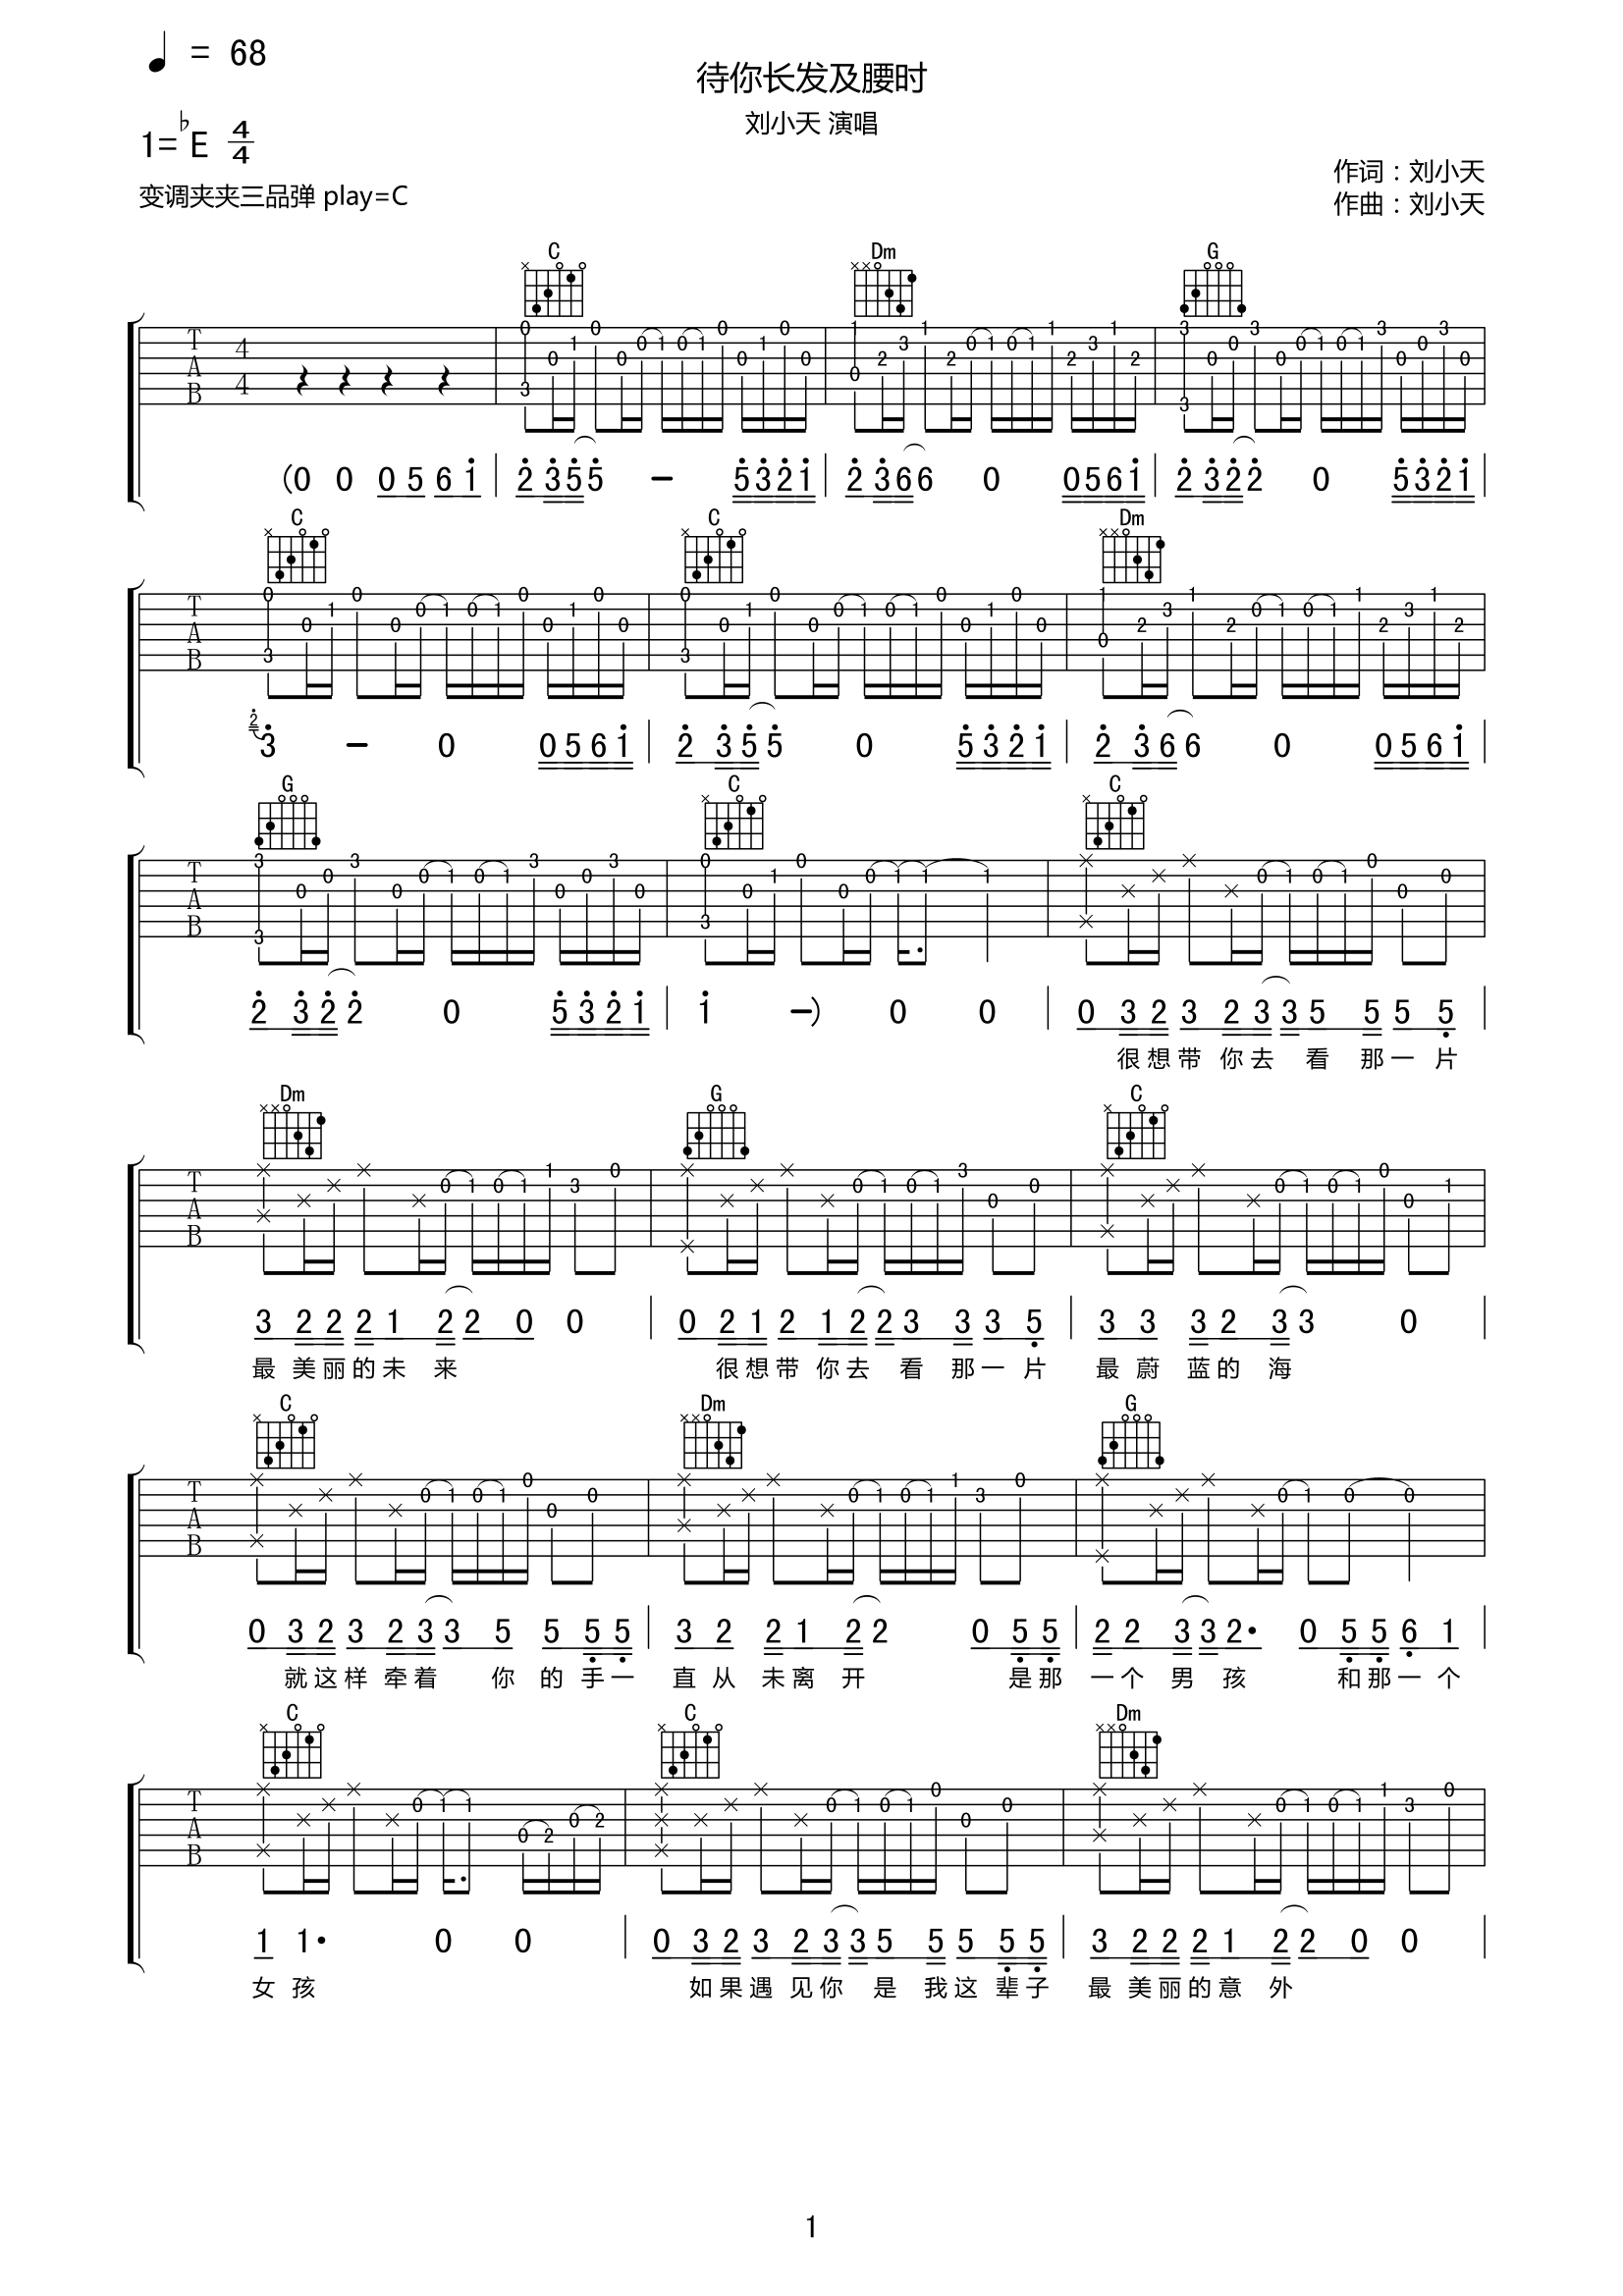 ♩ = 68
待你长发及腰时
刘小天 演唱
1=♭E 4/4
作词：刘小天
变调夹夹三品弹 play=C
作曲：刘小天
C Dm G
(0 0 0 5 6 1 2 3 5 5 – 5 3 2 1 2 3 6 6 0 0 5 6 1 2 3 2 2 0 5 3 2 1
C C Dm
2 3 – 0 0 5 6 1 2 3 5 5 0 5 3 2 1 2 3 6 6 0 0 5 6 1
G C C
2 3 2 2 0 5 3 2 1 1 –) 0 0 0 3 2 3 2 3 3 5 5 5 5
很想带你去看那一片
Dm G C
3 2 2 2 1 2 2 0 0 0 2 1 2 1 2 2 3 3 3 5 3 3 3 2 3 3 0
最美丽的未来 很想带你去看那一片 最蔚蓝的海
C Dm G
0 3 2 3 2 3 3 5 5 5 5 3 2 2 1 2 2 0 5 5 2 2 3 3 2· 0 5 5 6 1
就这样牵着你的手一 直从未离开 是那 一个男孩 和那一个
C C Dm
1 1· 0 0 0 3 2 3 2 3 3 5 5 5 5 5 3 2 2 2 1 2 2 0 0
女孩 如果遇见你是我这辈子 最美丽的意外
1